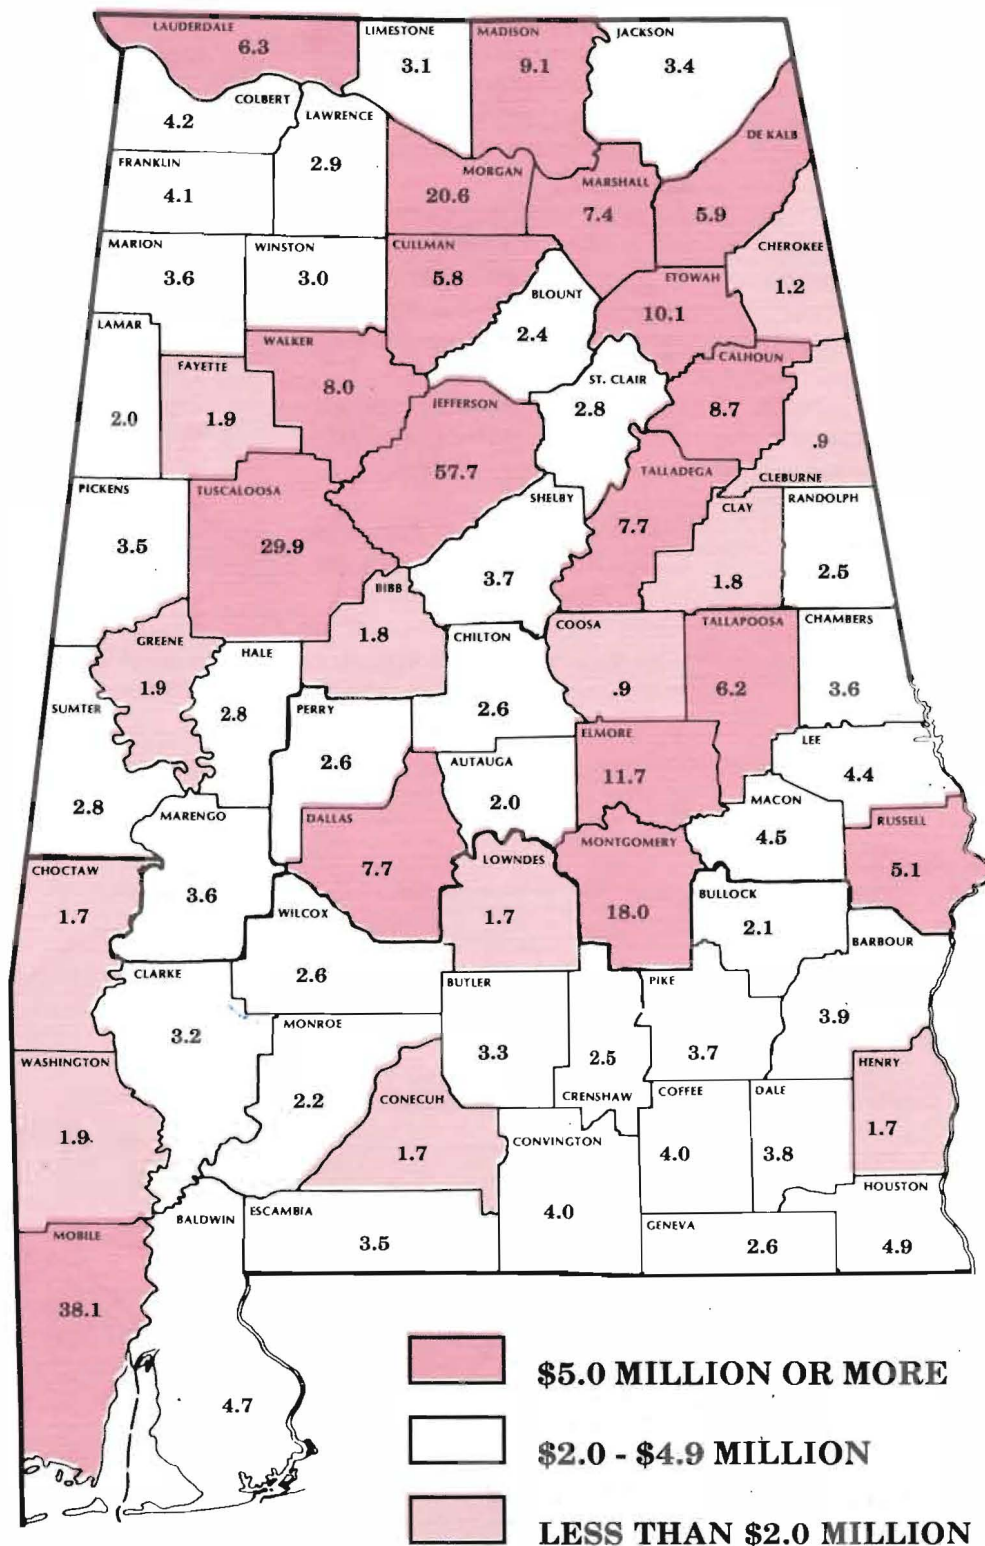 LAUDERDALE
6.3
LIMESTONE
3.1
MADISON
9.1
JACKSON
3.4
COLBERT
4.2
LAWRENCE
2.9
FRANKLIN
4.1
MORGAN
20.6
MARSHALL
7.4
DE KALB
5.9
CHEROKEE
1.2
MARION
3.6
WINSTON
3.0
CULLMAN
5.8
BLOUNT
2.4
ETOWAH
10.1
LAMAR
2.0
FAYETTE
1.9
WALKER
8.0
JEFFERSON
57.7
ST. CLAIR
2.8
CALHOUN
8.7
.9
CLEBURNE
PICKENS
3.5
TUSCALOOSA
29.9
SHELBY
3.7
TALLADEGA
7.7
CLAY
1.8
RANDOLPH
2.5
BIBB
1.8
GREENE
1.9
HALE
2.8
CHILTON
2.6
COOSA
.9
TALLAPOOSA
6.2
CHAMBERS
3.6
SUMTER
2.8
PERRY
2.6
AUTAUGA
2.0
ELMORE
11.7
LEE
4.4
MACON
4.5
RUSSELL
5.1
MARENGO
3.6
DALLAS
7.7
LOWNDES
1.7
MONTGOMERY
18.0
BULLOCK
2.1
BARBOUR
3.9
CHOCTAW
1.7
WILCOX
2.6
CLARKE
3.2
BUTLER
3.3
PIKE
3.7
2.5
CRENSHAW
MONROE
2.2
WASHINGTON
1.9
CONECUH
1.7
CONVINGTON
4.0
COFFEE
4.0
DALE
3.8
HENRY
1.7
HOUSTON
4.9
GENEVA
2.6
ESCAMBIA
3.5
BALDWIN
4.7
MOBILE
38.1
$5.0 MILLION OR MORE
$2.0 - $4.9 MILLION
LESS THAN $2.0 MILLION